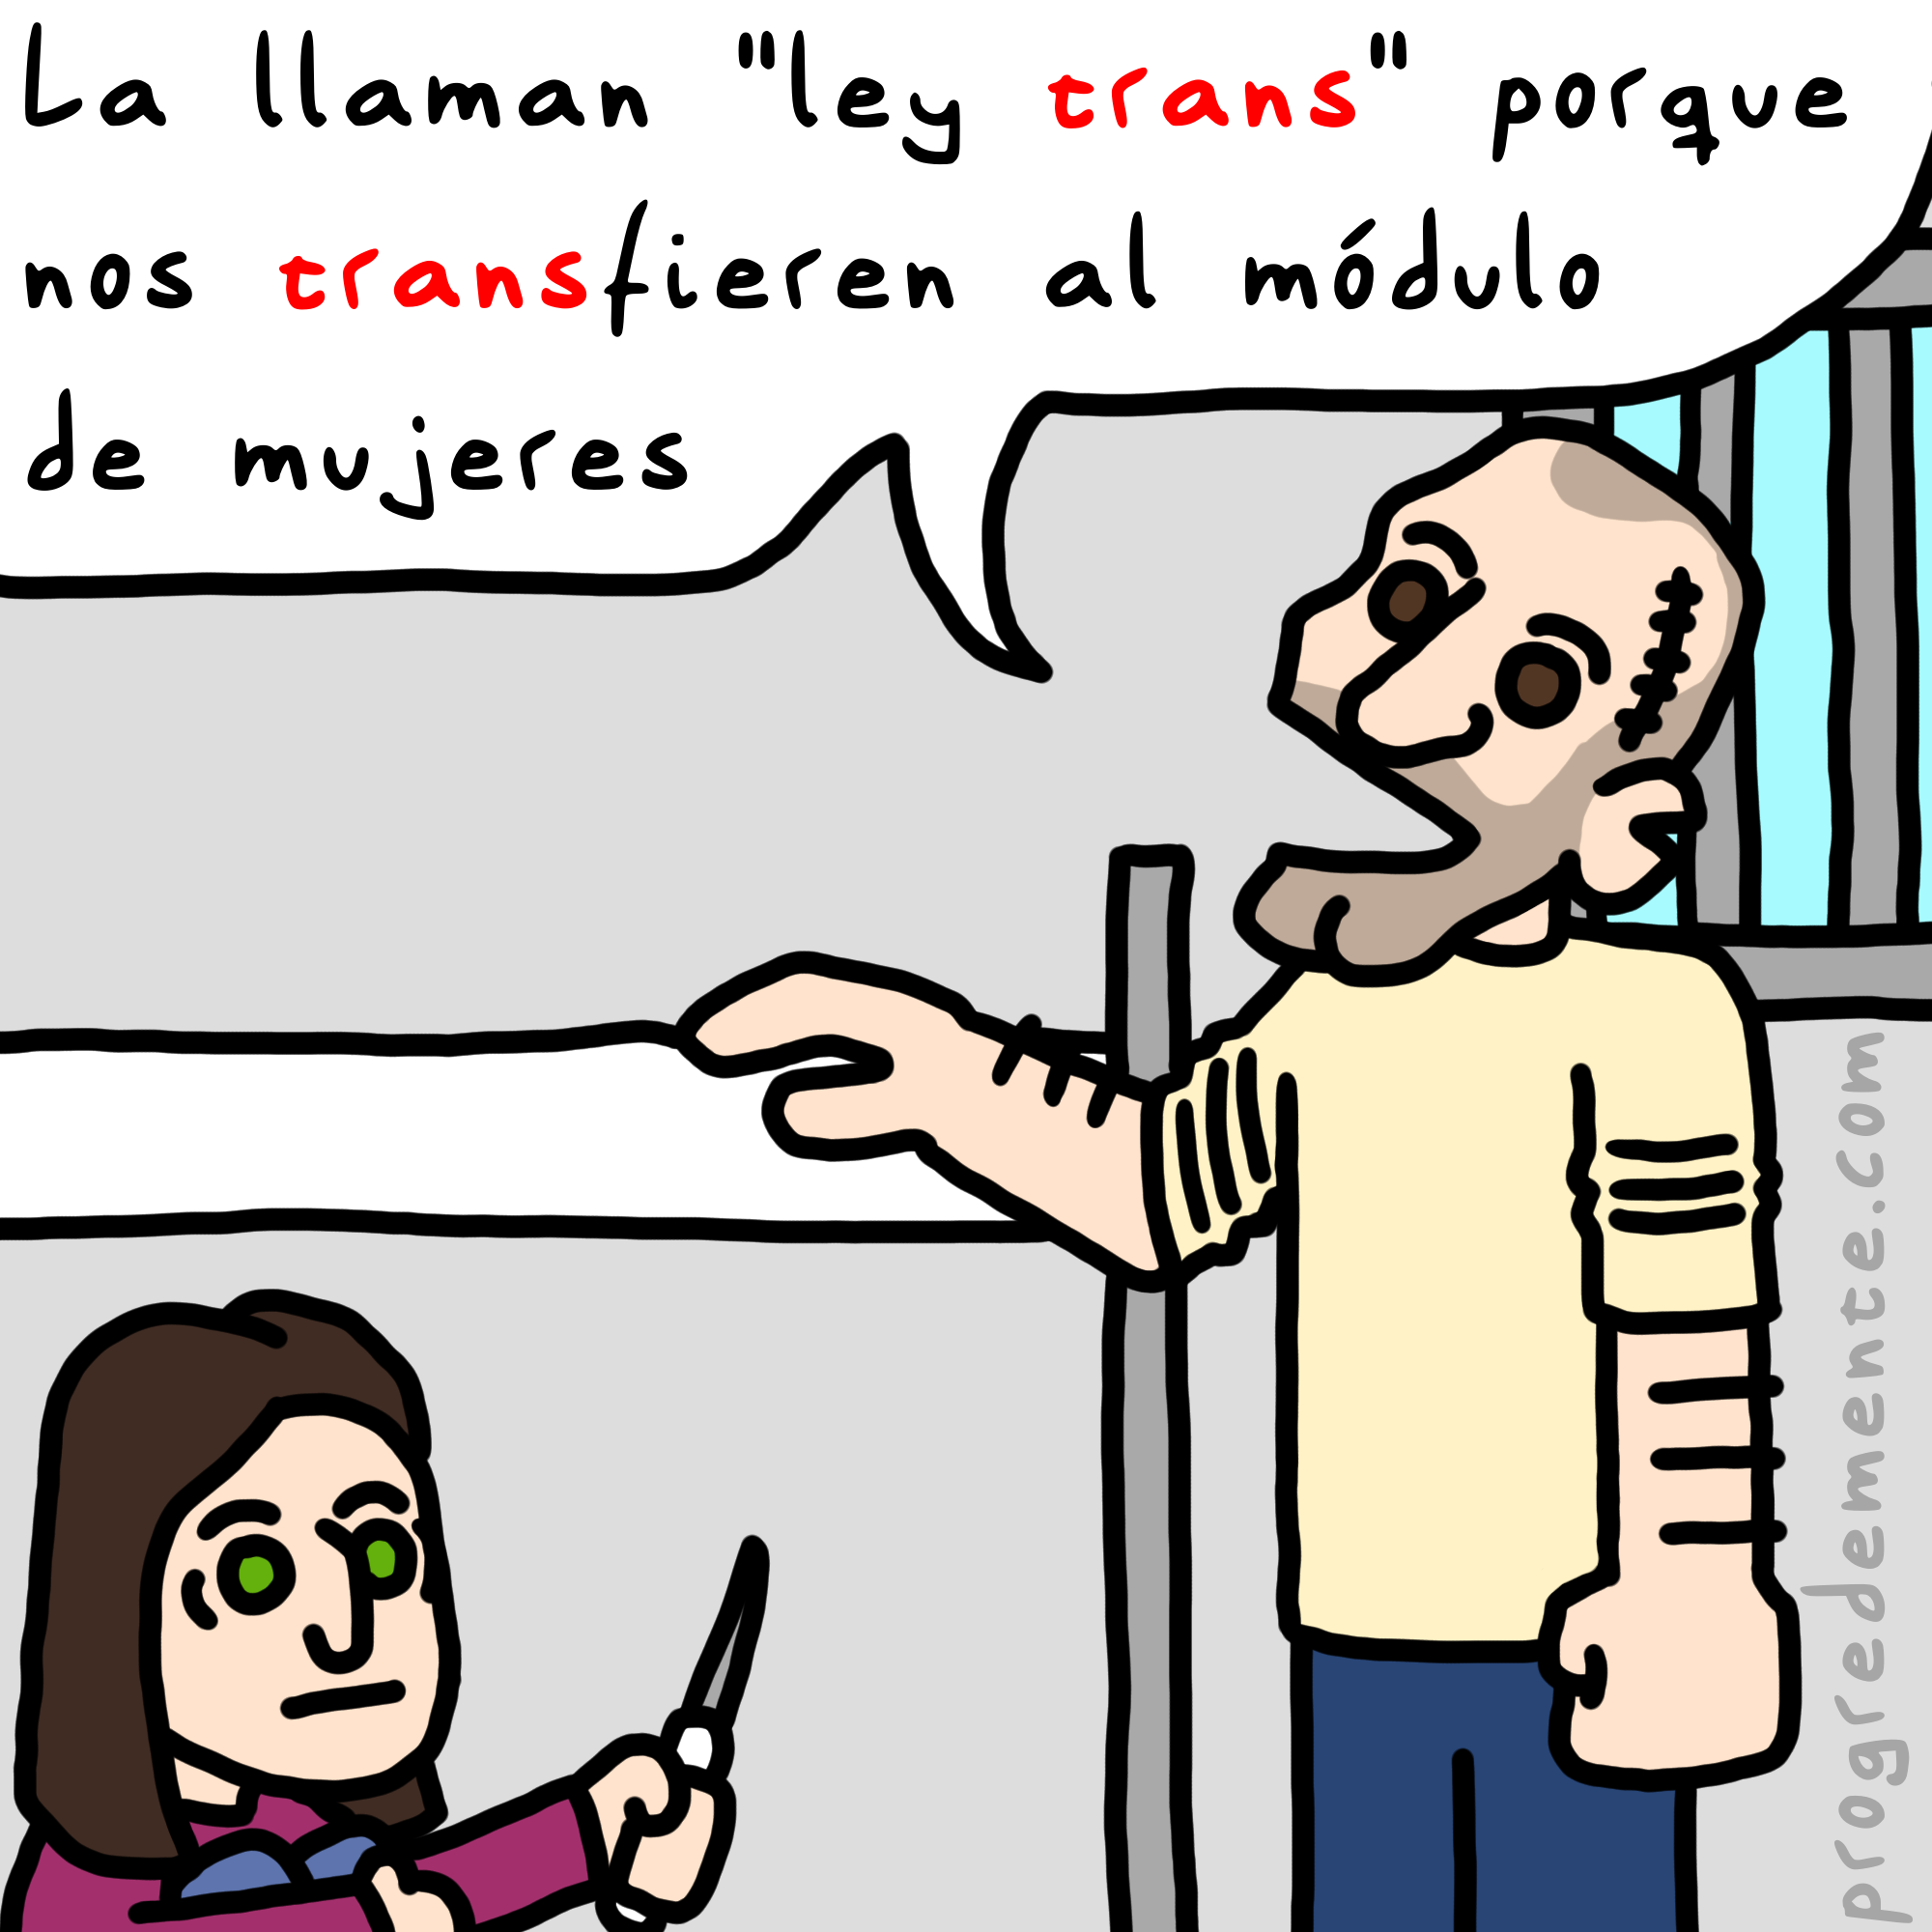 La llaman "ley trans" porque
nos transfieren al módulo
de mujeres
progredemente.com